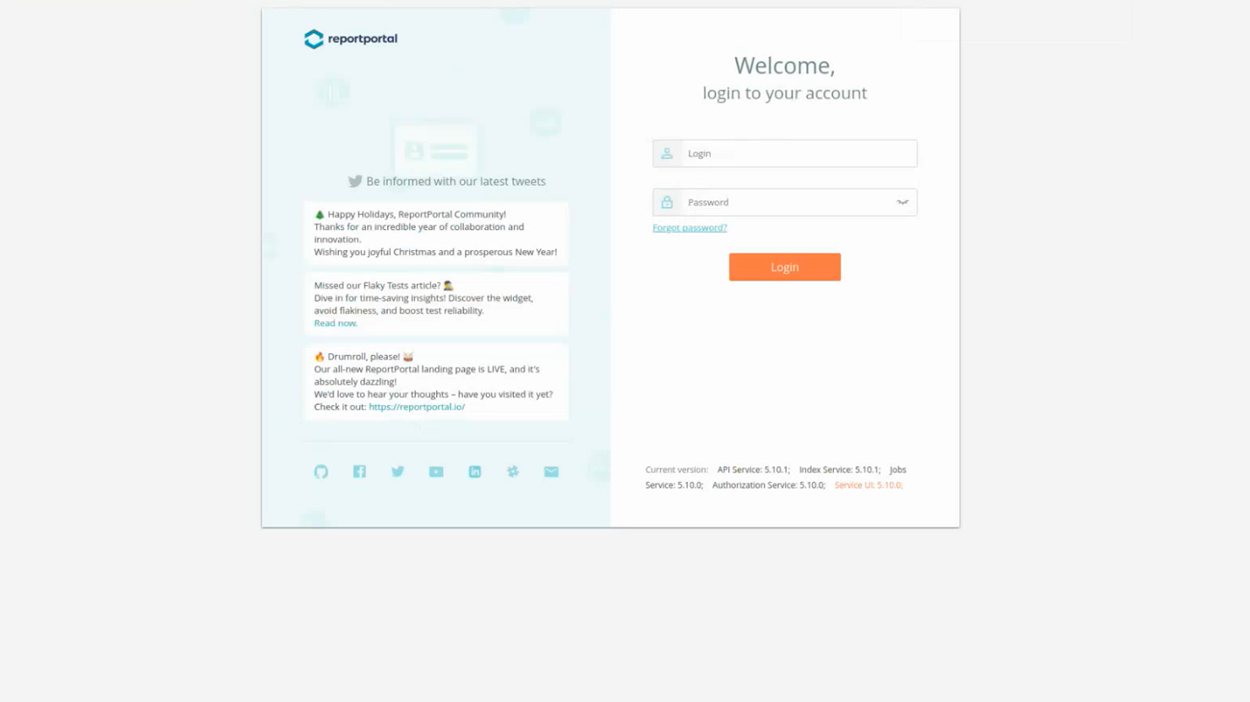 reportportal
Be informed with our latest tweets
🎄 Happy Holidays, ReportPortal Community!
Thanks for an incredible year of collaboration and
innovation.
Wishing you joyful Christmas and a prosperous New Year!
Missed our Flaky Tests article? 🕵️
Dive in for time-saving insights! Discover the widget,
avoid flakiness, and boost test reliability.
Read now.
🔥 Drumroll, please! 🥁
Our all-new ReportPortal landing page is LIVE, and it's
absolutely dazzling!
We'd love to hear your thoughts – have you visited it yet?
Check it out: https://reportportal.io/
Welcome,
login to your account
Login
Password
Forgot password?
Login
Current version: API Service: 5.10.1; Index Service: 5.10.1; Jobs
Service: 5.10.0; Authorization Service: 5.10.0; Service UI: 5.10.0;